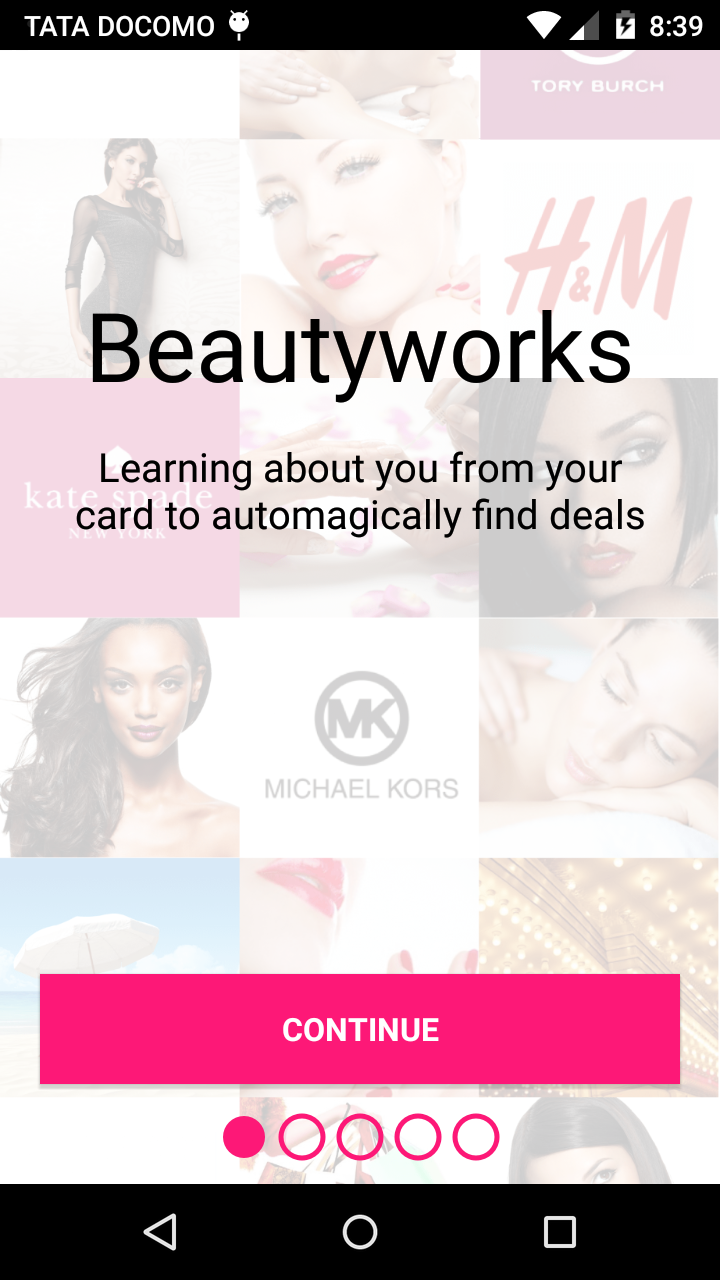 TATA DOCOMO
8:39
TORY BURCH
H&M
Beautyworks
Learning about you from your
kate spade
card to automagically find deals
NEW YORK
MK
MICHAEL KORS
CONTINUE